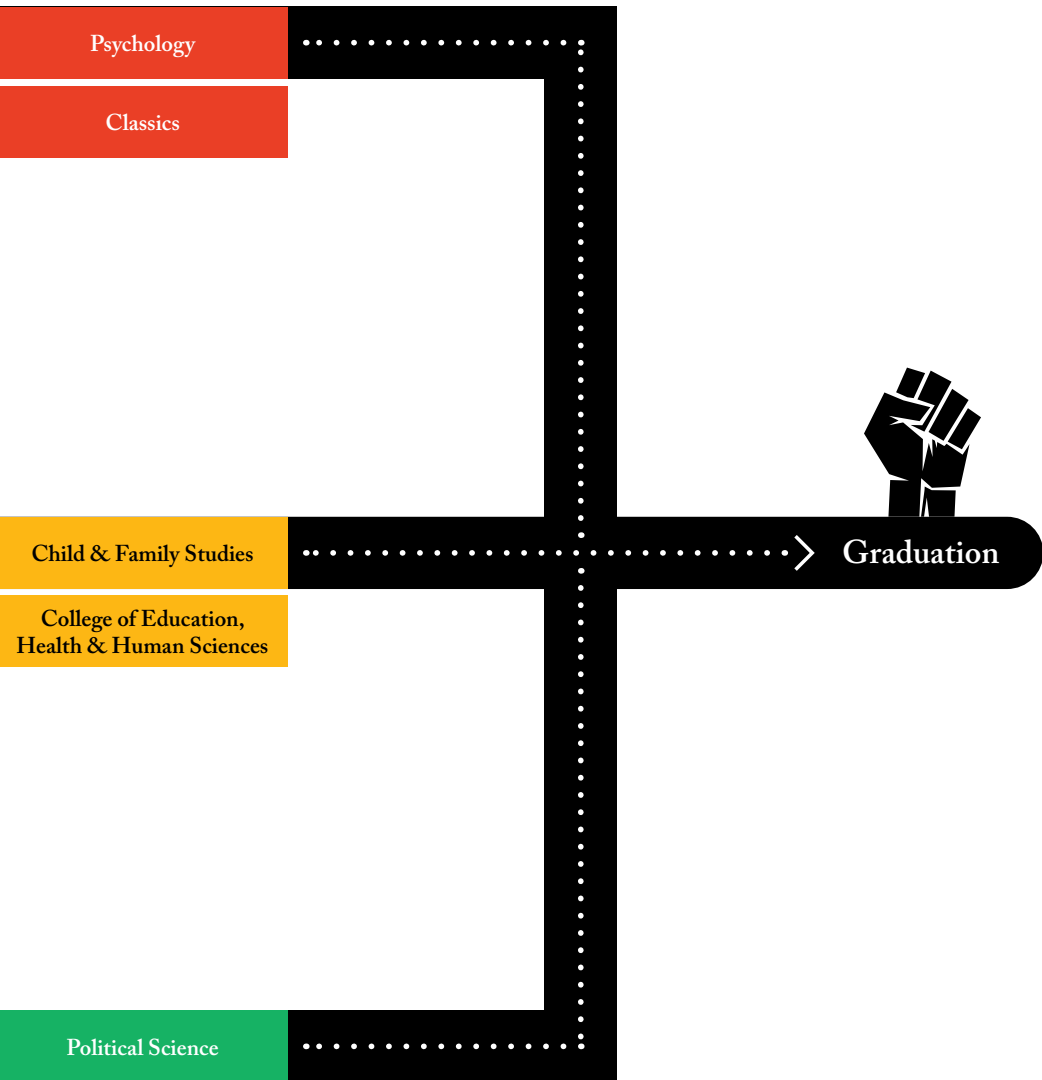 Psychology
Classics
Child & Family Studies
Graduation
College of Education,
Health & Human Sciences
Political Science